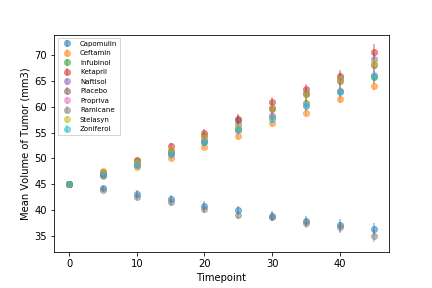 70
65
60
55
50
45
40
35
Mean Volume of Tumor (mm3)
Capomulin
Ceftamin
Infubinol
Ketapril
Naftisol
Placebo
Propriva
Ramicane
Stelasyn
Zoniferol
0 10 20 30 40
Timepoint